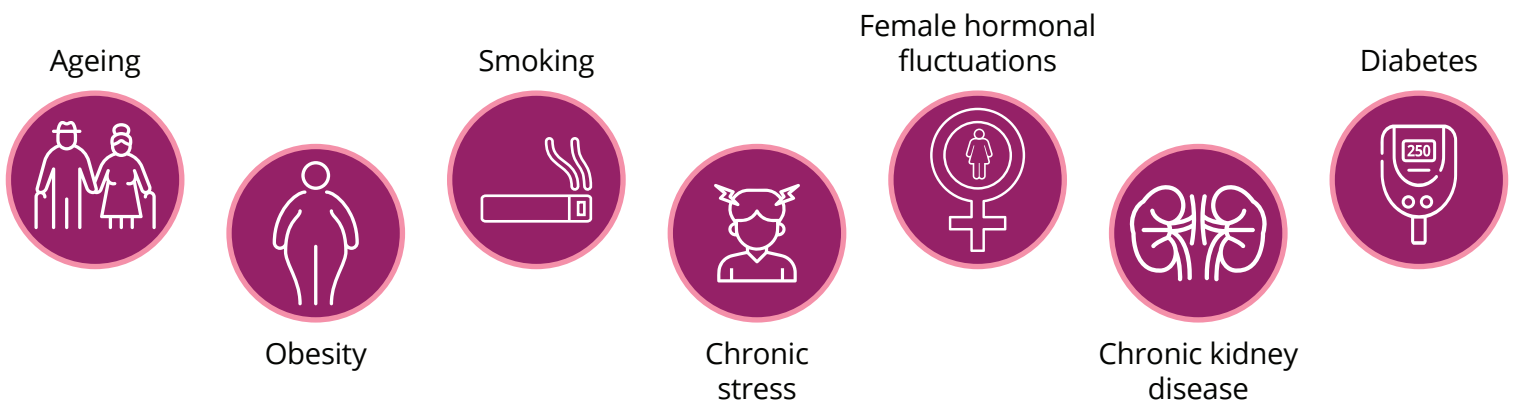 Ageing
Obesity
Smoking
Chronic
stress
Female hormonal
fluctuations
Chronic kidney
disease
Diabetes
250